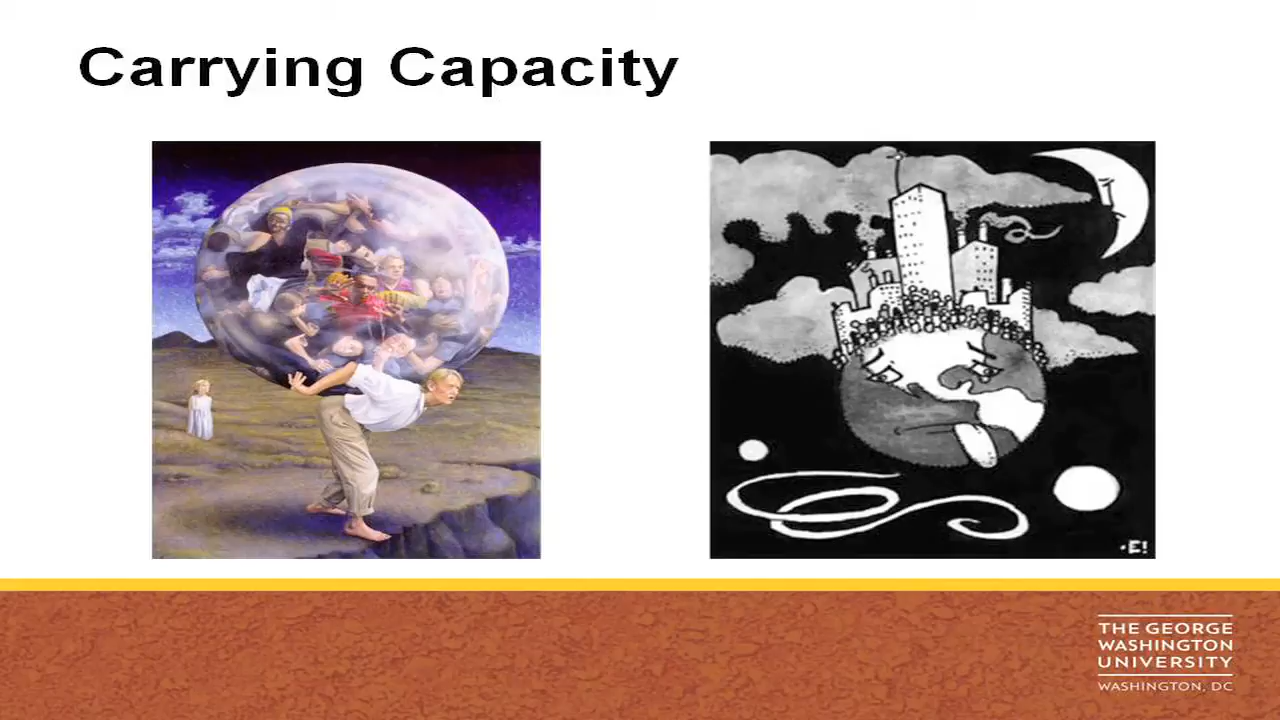 Carrying Capacity
·E!
THE GEORGE
WASHINGTON
UNIVERSITY
WASHINGTON, DC